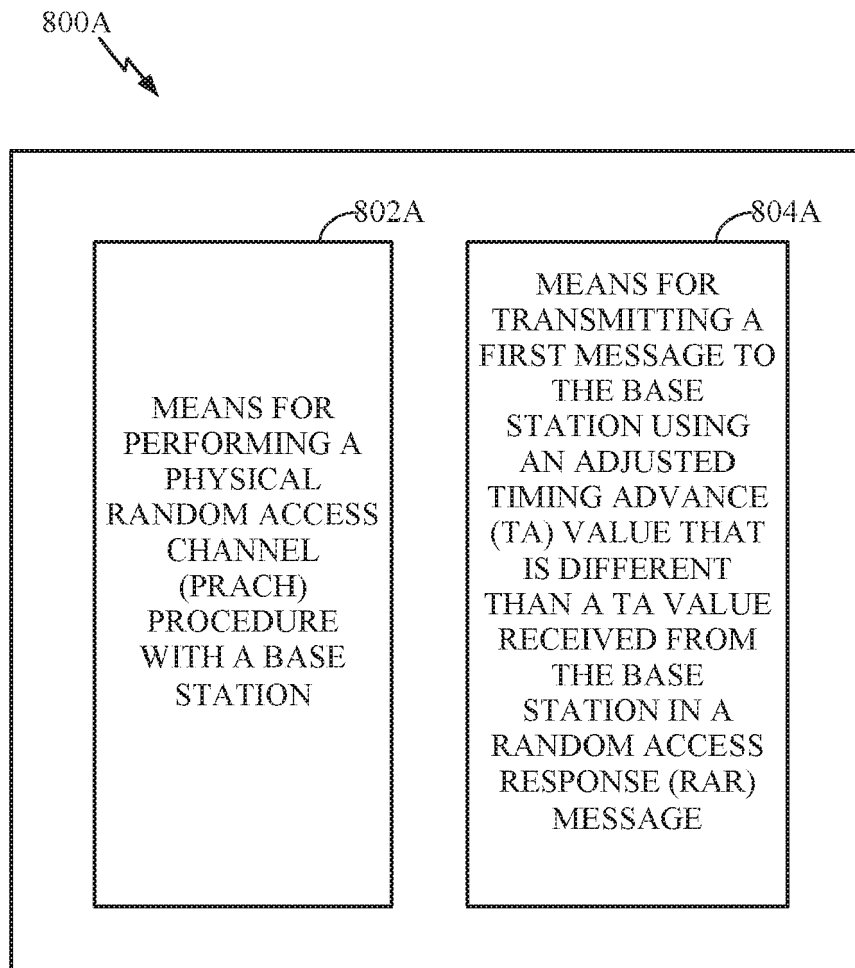 800A
802A
804A
MEANS FOR
PERFORMING A
PHYSICAL
RANDOM ACCESS
CHANNEL
(PRACH)
PROCEDURE
WITH A BASE
STATION
MEANS FOR
TRANSMITTING A
FIRST MESSAGE TO
THE BASE
STATION USING
AN ADJUSTED
TIMING ADVANCE
(TA) VALUE THAT
IS DIFFERENT
THAN A TA VALUE
RECEIVED FROM
THE BASE
STATION IN A
RANDOM ACCESS
RESPONSE (RAR)
MESSAGE